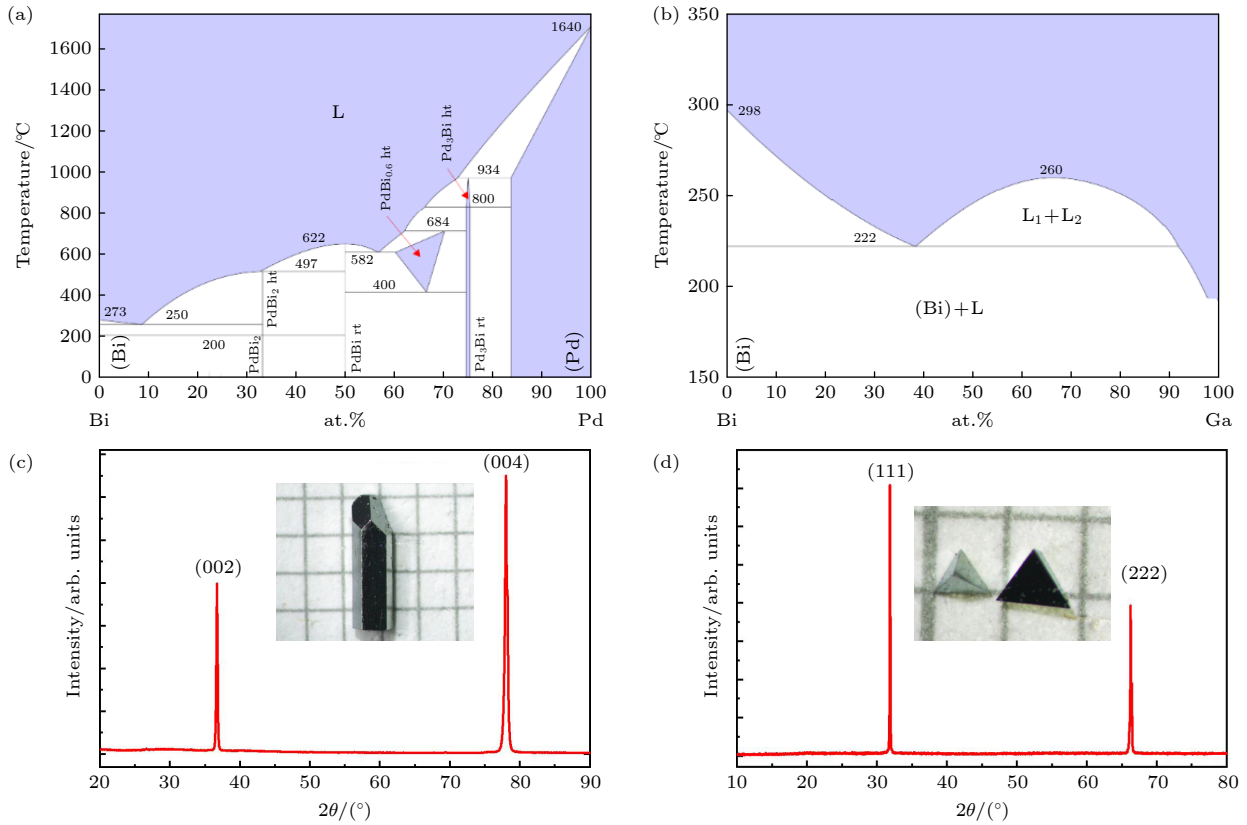 (a)
1640
1600
1400
1200
1000
800
600
400
200
0
Temperature/℃
L
PdBi0.6 ht
Pd3Bi ht
934
800
684
622
582
497
400
273
250
200
(Bi)
PdBi2
PdBi2 ht
PdBi rt
Pd3Bi rt
(Pd)
0 10 20 30 40 50 60 70 80 90 100
Bi at.% Pd
(b)
350
300
250
200
150
Temperature/℃
298
260
222
L1+L2
(Bi)+L
(Bi)
0 10 20 30 40 50 60 70 80 90 100
Bi at.% Ga
(c)
Intensity/arb. units
(002)
(004)
20 30 40 50 60 70 80 90
2θ/(°)
(d)
Intensity/arb. units
(111)
(222)
10 20 30 40 50 60 70 80
2θ/(°)